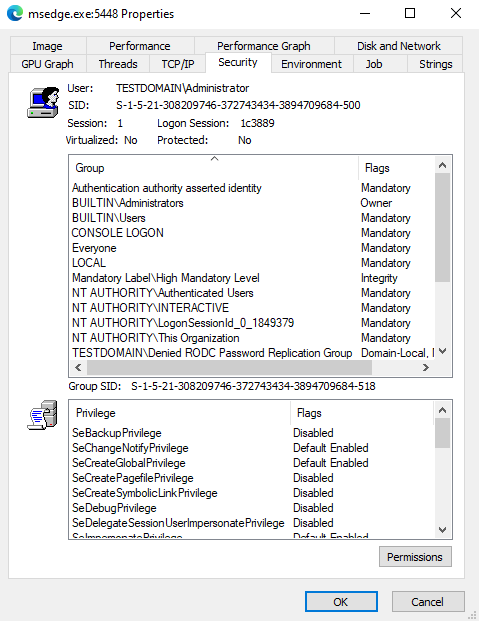 msedge.exe:5448 Properties
Image Performance Performance Graph Disk and Network
GPU Graph Threads TCP/IP Security Environment Job Strings
User: TESTDOMAIN\Administrator
SID: S-1-5-21-308209746-372743434-3894709684-500
Session: 1 Logon Session: 1c3889
Virtualized: No Protected: No
Group Flags
Authentication authority asserted identity Mandatory
BUILTIN\Administrators Owner
BUILTIN\Users Mandatory
CONSOLE LOGON Mandatory
Everyone Mandatory
LOCAL Mandatory
Mandatory Label\High Mandatory Level Integrity
NT AUTHORITY\Authenticated Users Mandatory
NT AUTHORITY\INTERACTIVE Mandatory
NT AUTHORITY\LogonSessionId_0_1849379 Mandatory
NT AUTHORITY\This Organization Mandatory
TESTDOMAIN\Denied RODC Password Replication Group Domain-Local,
Group SID: S-1-5-21-308209746-372743434-3894709684-518
Privilege Flags
SeBackupPrivilege Disabled
SeChangeNotifyPrivilege Default Enabled
SeCreateGlobalPrivilege Default Enabled
SeCreatePagefilePrivilege Disabled
SeCreateSymbolicLinkPrivilege Disabled
SeDebugPrivilege Disabled
SeDelegateSessionUserImpersonatePrivilege Disabled
SeImpersonatePrivilege Default Enabled
Permissions
OK Cancel